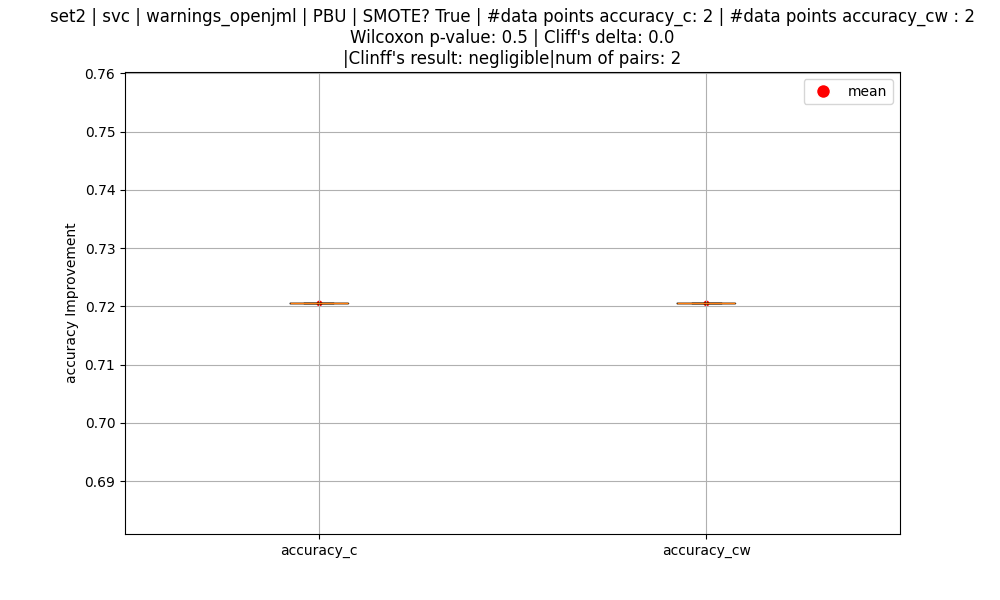 set2 | svc | warnings_openjml | PBU | SMOTE? True | #data points accuracy_c: 2 | #data points accuracy_cw : 2
Wilcoxon p-value: 0.5 | Cliff's delta: 0.0
|Clinff's result: negligible|num of pairs: 2
mean
0.76
0.75
0.74
0.73
0.72
0.71
0.70
0.69
accuracy Improvement
accuracy_c
accuracy_cw